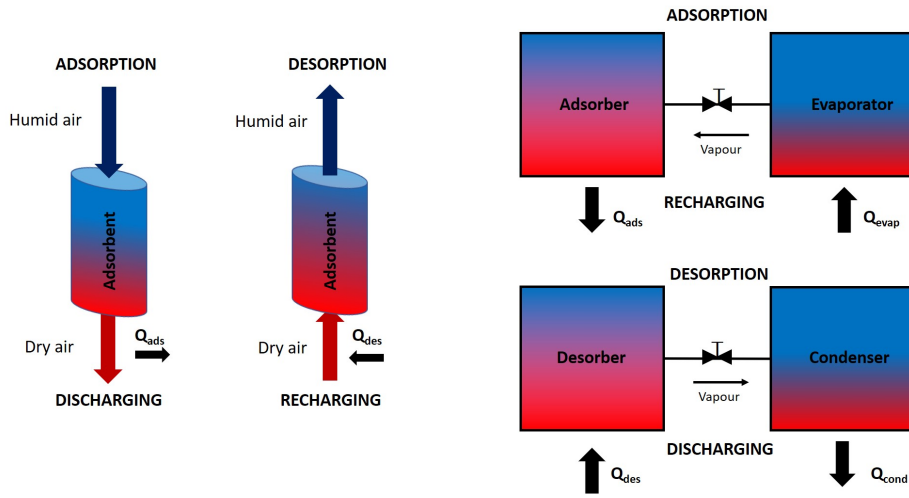 ADSORPTION
Humid air
Adsorbent
Dry air
Qads
DISCHARGING
DESORPTION
Humid air
Adsorbent
Dry air
Qdes
RECHARGING
ADSORPTION
Adsorber
Evaporator
Vapour
RECHARGING
Qads
Qevap
DESORPTION
Desorber
Condenser
Vapour
DISCHARGING
Qdes
Qcond